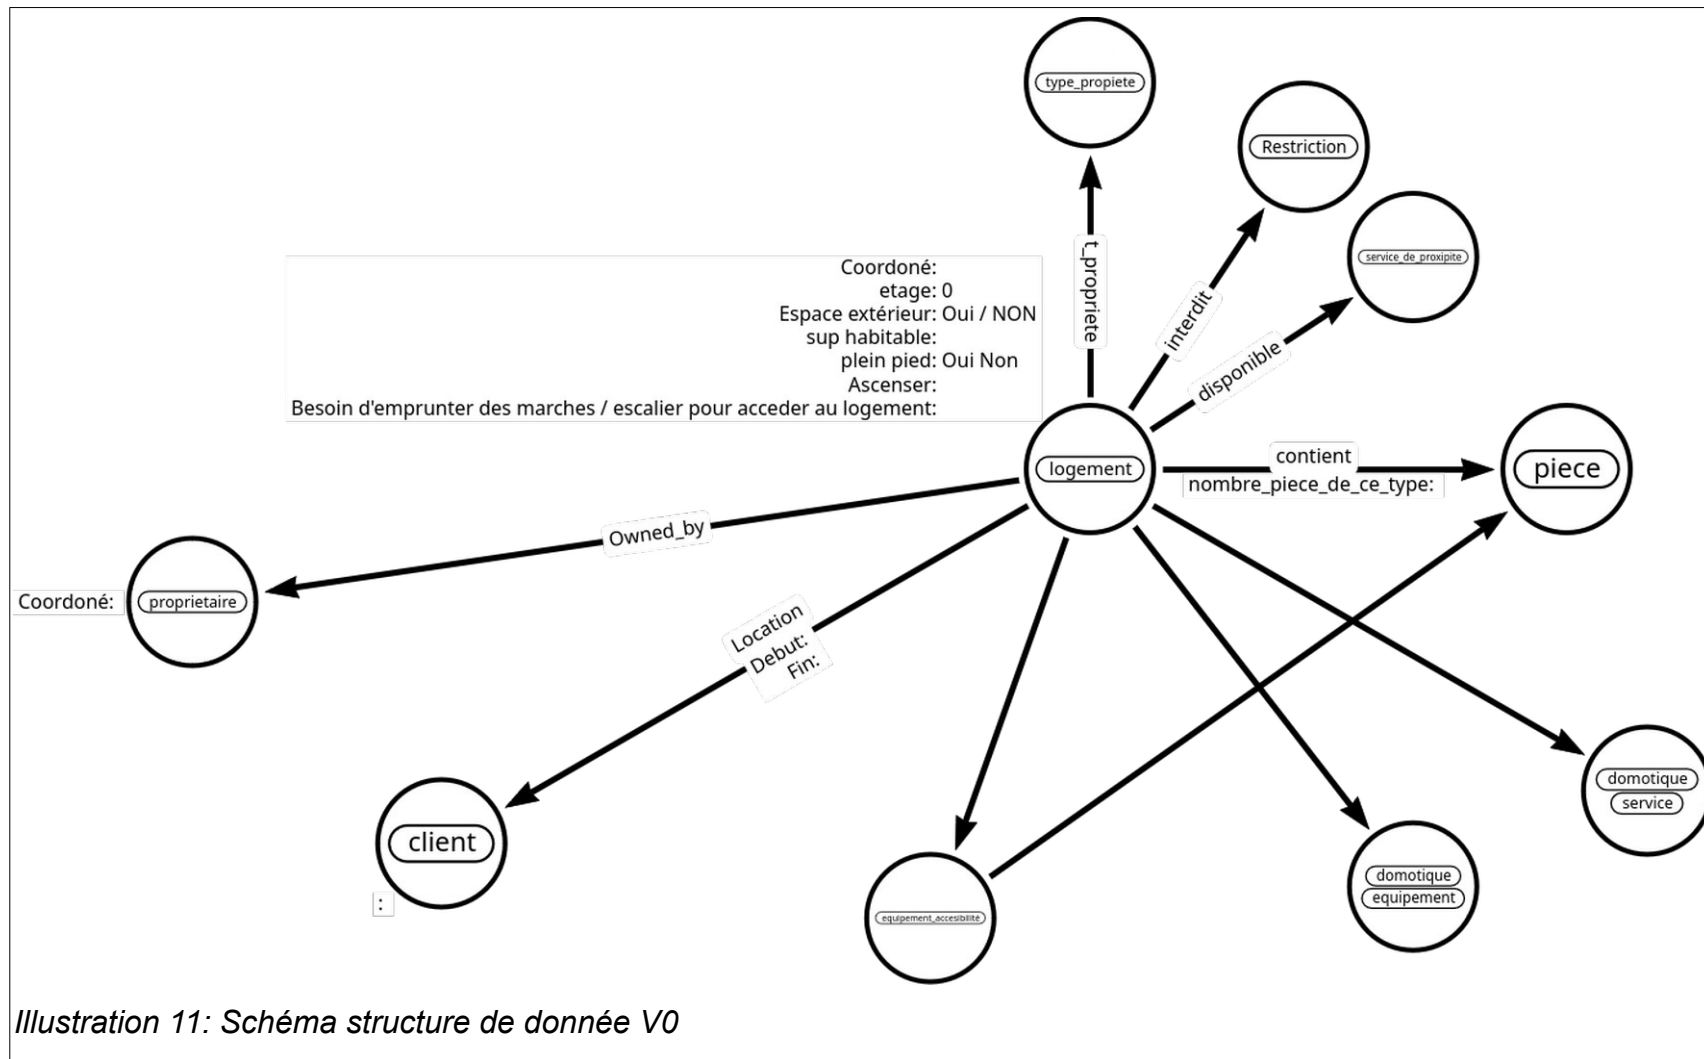 type_propiete
Restriction
service_de_proxipite
t_propriete
interdit
disponible
Coordoné:
etage: 0
Espace extérieur: Oui / NON
sup habitable:
plein pied: Oui Non
Ascenser:
Besoin d'emprunter des marches / escalier pour acceder au logement:
logement
contient
nombre_piece_de_ce_type:
piece
Owned_by
Coordoné:
proprietaire
Location
Debut:
Fin:
client
:
equipement_accesibilité
domotique
equipement
domotique
service
Illustration 11: Schéma structure de donnée V0